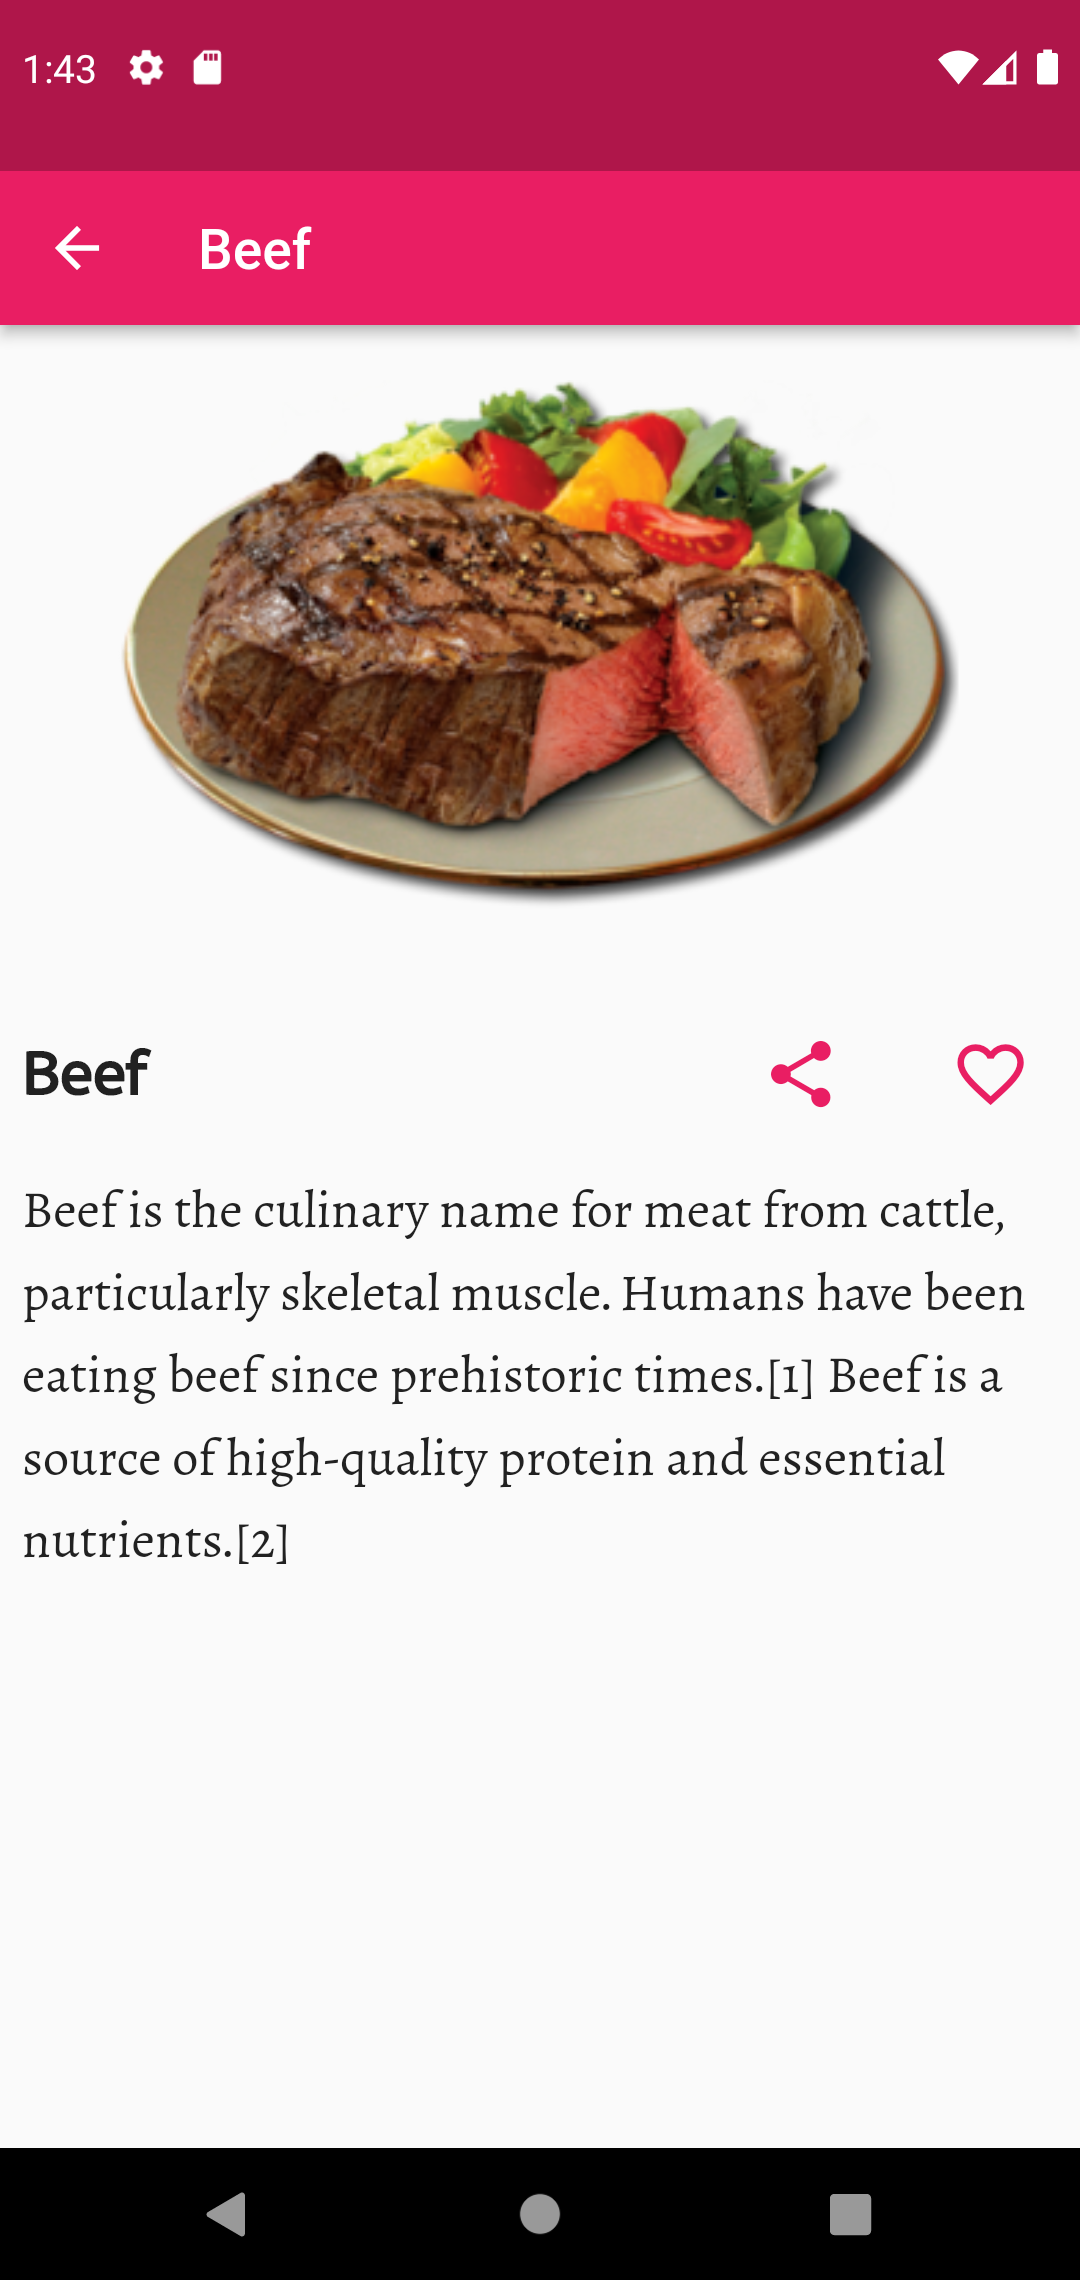 1:43
Beef
Beef
Beef is the culinary name for meat from cattle,
particularly skeletal muscle. Humans have been
eating beef since prehistoric times.[1] Beef is a
source of high-quality protein and essential
nutrients.[2]